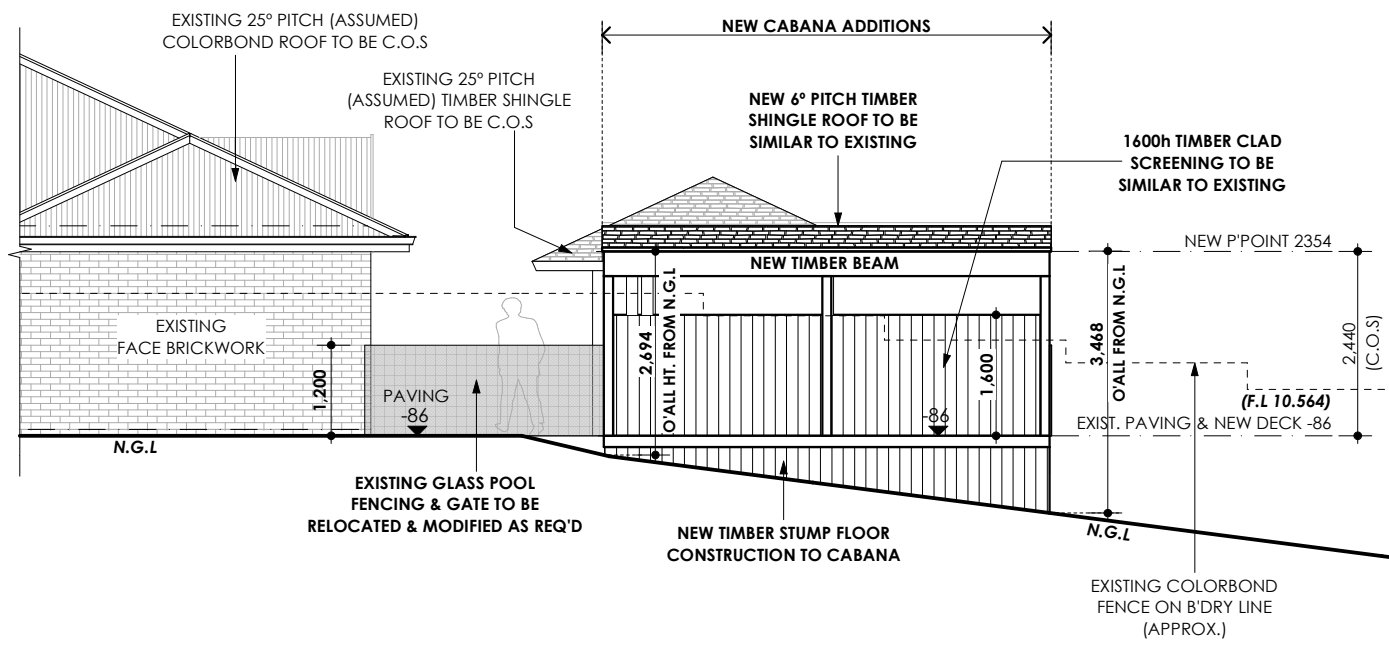 EXISTING 25º PITCH (ASSUMED)
COLORBOND ROOF TO BE C.O.S
EXISTING 25º PITCH
(ASSUMED) TIMBER SHINGLE
ROOF TO BE C.O.S
NEW CABANA ADDITIONS
NEW 6º PITCH TIMBER
SHINGLE ROOF TO BE
SIMILAR TO EXISTING
1600h TIMBER CLAD
SCREENING TO BE
SIMILAR TO EXISTING
NEW P'POINT 2354
NEW TIMBER BEAM
EXISTING
FACE BRICKWORK
1,200
PAVING
-86
2,694
O'ALL HT. FROM N.G.L
-86
1,600
3,468
O'ALL FROM N.G.L
2,440
(C.O.S)
(F.L 10.564)
EXIST. PAVING & NEW DECK -86
N.G.L
EXISTING GLASS POOL
FENCING & GATE TO BE
RELOCATED & MODIFIED AS REQ'D
NEW TIMBER STUMP FLOOR
CONSTRUCTION TO CABANA
N.G.L
EXISTING COLORBOND
FENCE ON B'DRY LINE
(APPROX.)